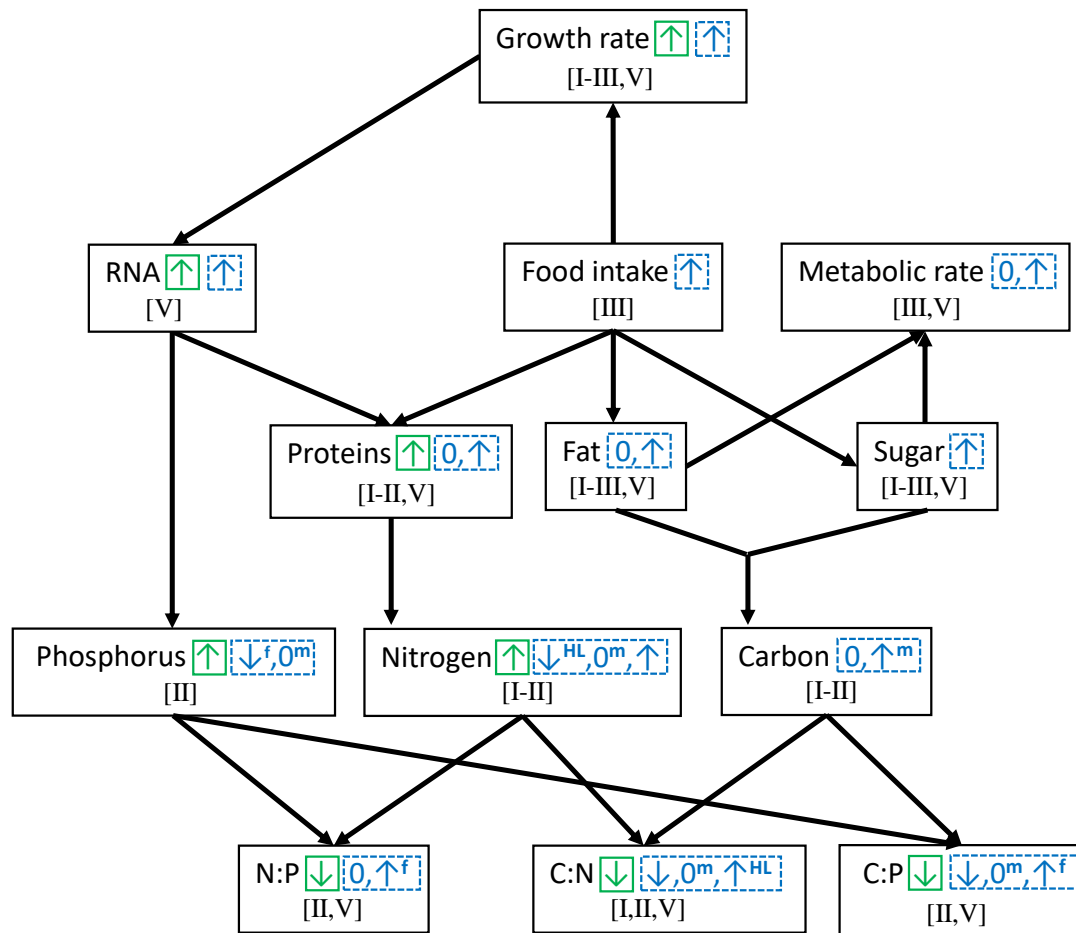 Growth rate ↑ ↑
[I-III,V]
RNA ↑ ↑
[V]
Food intake ↑
[III]
Metabolic rate 0,↑
[III,V]
Proteins ↑ 0,↑
[I-II,V]
Fat 0,↑
[I-III,V]
Sugar ↑
[I-III,V]
Phosphorus ↑ ↓ᶠ,0ᵐ
[II]
Nitrogen ↑ ↓ᴴᴸ,0ᵐ,↑
[I-II]
Carbon 0,↑ᵐ
[I-II]
N:P ↓ 0,↑ᶠ
[II,V]
C:N ↓ ↓,0ᵐ,↑ᴴᴸ
[I,II,V]
C:P ↓ ↓,0ᵐ,↑ᶠ
[II,V]